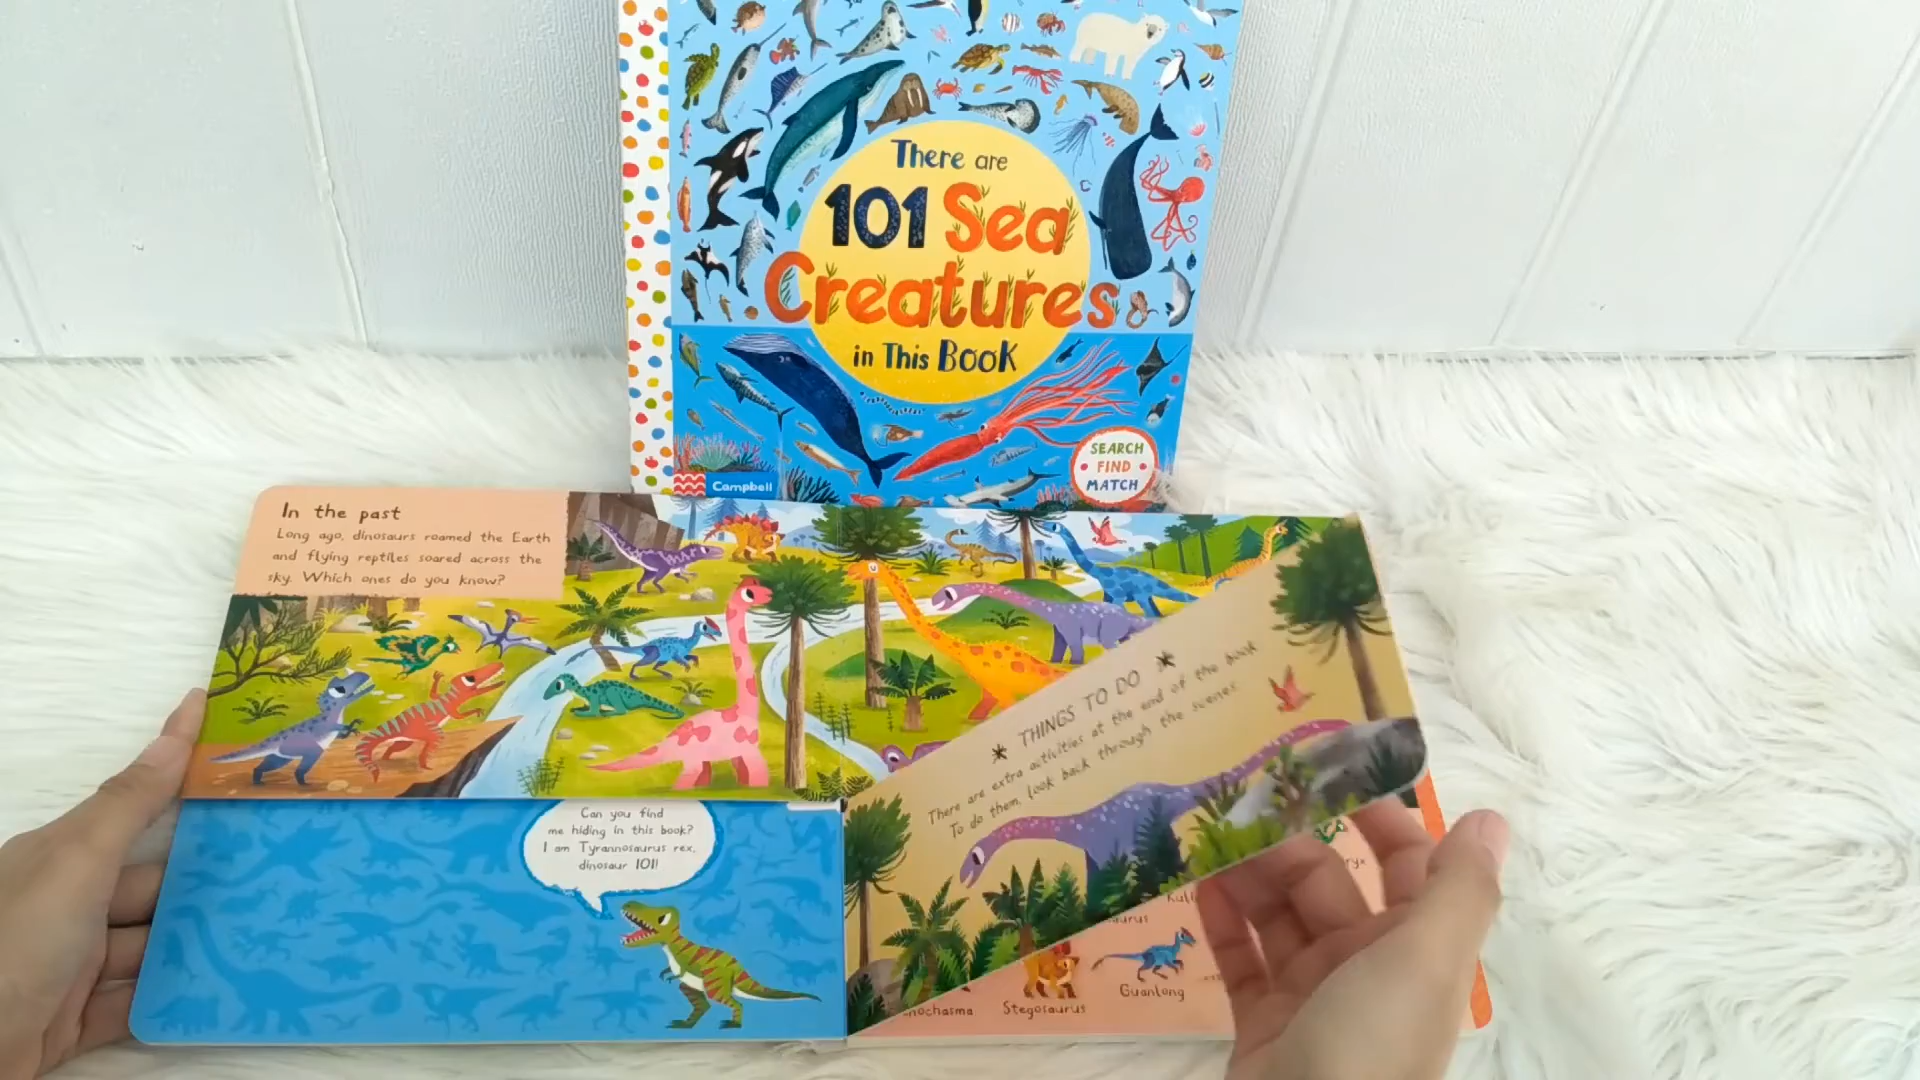 There are
101 Sea
Creatures
in This Book
SEARCH
FIND
MATCH
Campbell
In the past
Long ago, dinosaurs roamed the Earth
and flying reptiles soared across the
sky. Which ones do you know?
THINGS TO DO
There are extra activities at the end of the book.
To do them, look back through the scenes.
Can you find
me hiding in this book?
I am Tyrannosaurus rex,
dinosaur 101!
Stegosaurus
Guanlong